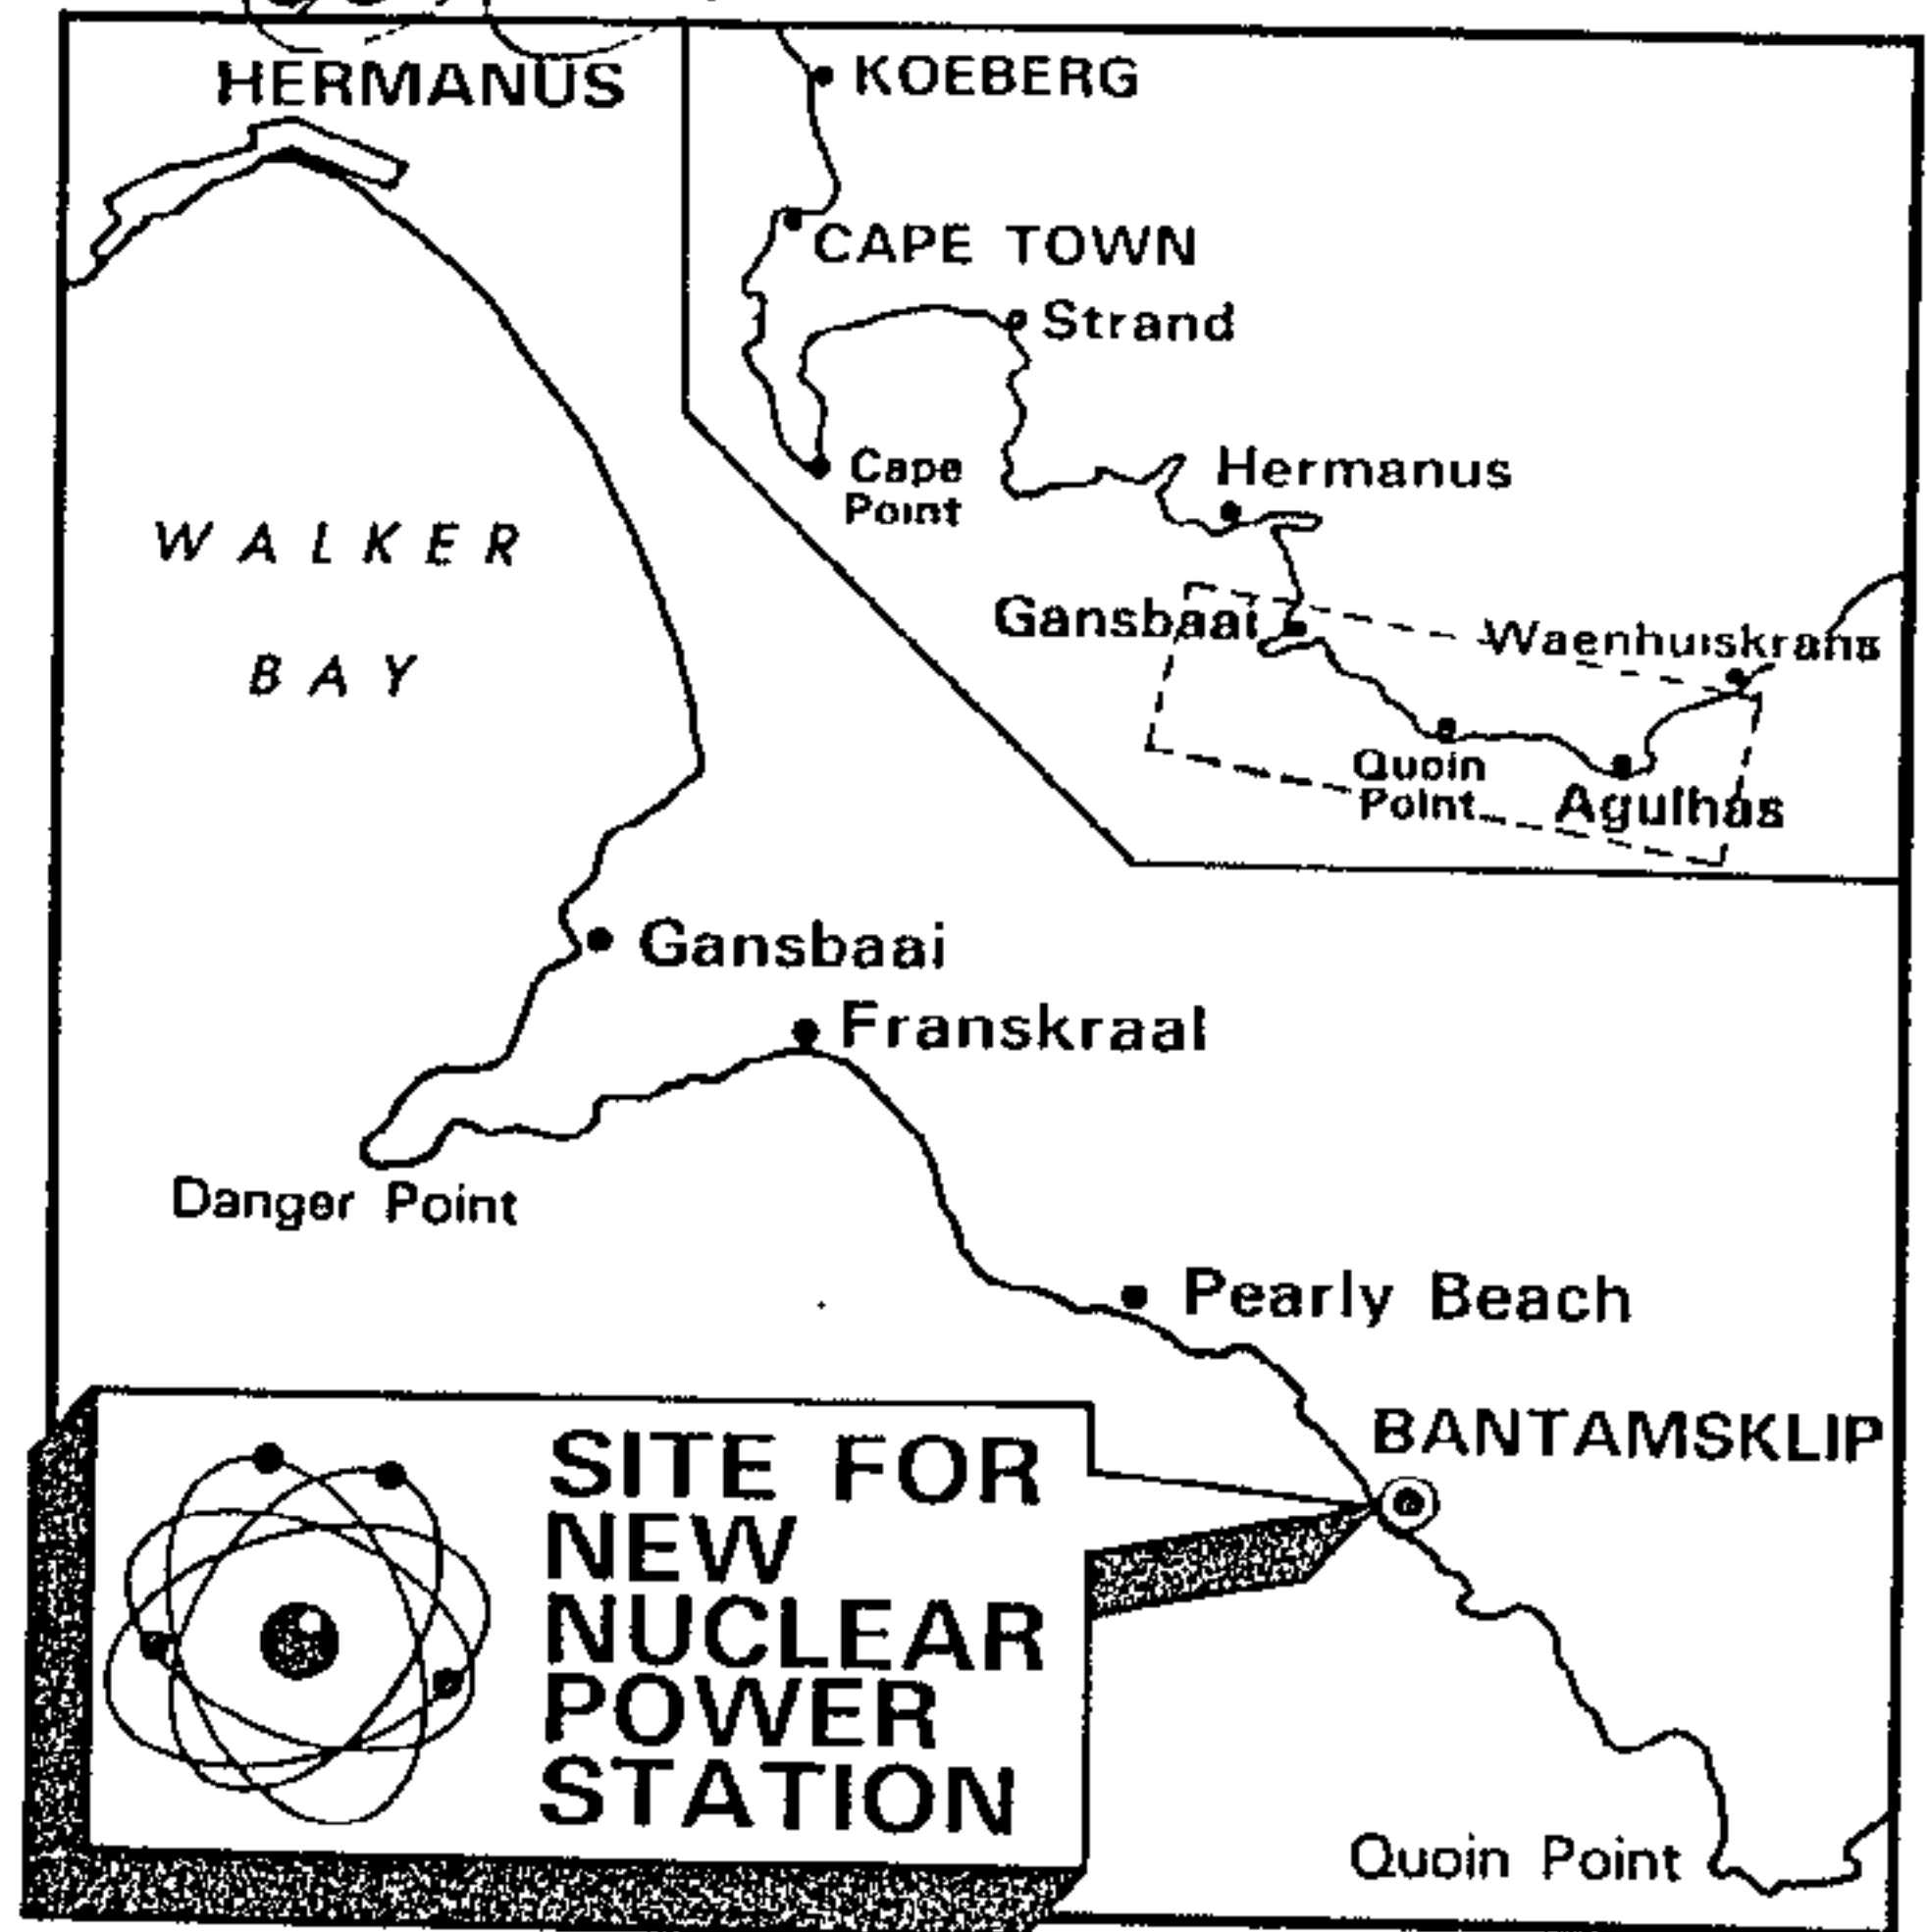 HERMANUS
KOEBERG
CAPE TOWN
Strand
Cape
Point
Hermanus
Gansbaai
Waenhuiskrans
Quoin
Point
Agulhas
WALKER
BAY
Gansbaai
Franskraal
Danger Point
Pearly Beach
BANTAMSKLIP
SITE FOR
NEW
NUCLEAR
POWER
STATION
Quoin Point